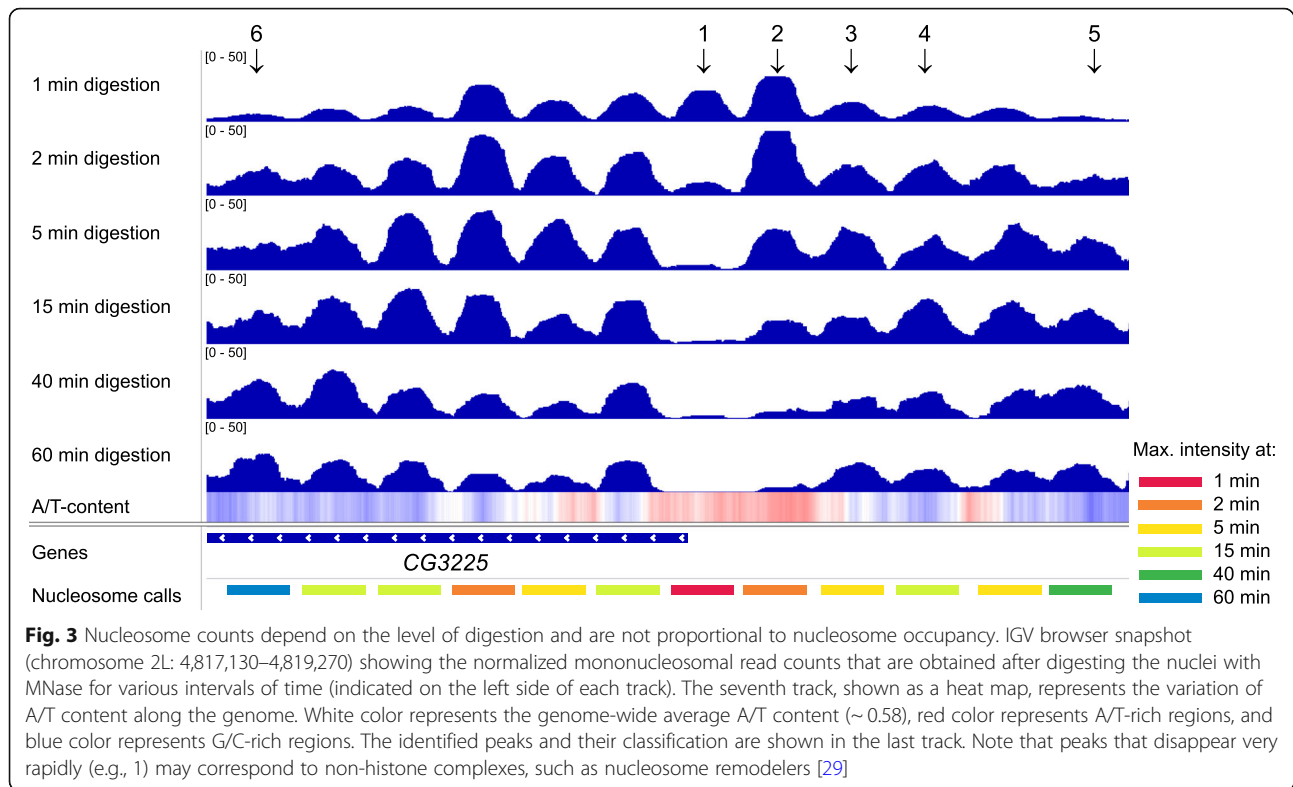 6 1 2 3 4 5
1 min digestion [0 - 50]
2 min digestion [0 - 50]
5 min digestion [0 - 50]
15 min digestion [0 - 50]
40 min digestion [0 - 50]
60 min digestion [0 - 50]
A/T-content
Genes
CG3225
Nucleosome calls
Max. intensity at:
1 min
2 min
5 min
15 min
40 min
60 min
Fig. 3 Nucleosome counts depend on the level of digestion and are not proportional to nucleosome occupancy. IGV browser snapshot
(chromosome 2L: 4,817,130–4,819,270) showing the normalized mononucleosomal read counts that are obtained after digesting the nuclei with
MNase for various intervals of time (indicated on the left side of each track). The seventh track, shown as a heat map, represents the variation of
A/T content along the genome. White color represents the genome-wide average A/T content (~ 0.58), red color represents A/T-rich regions, and
blue color represents G/C-rich regions. The identified peaks and their classification are shown in the last track. Note that peaks that disappear very
rapidly (e.g., 1) may correspond to non-histone complexes, such as nucleosome remodelers [29]